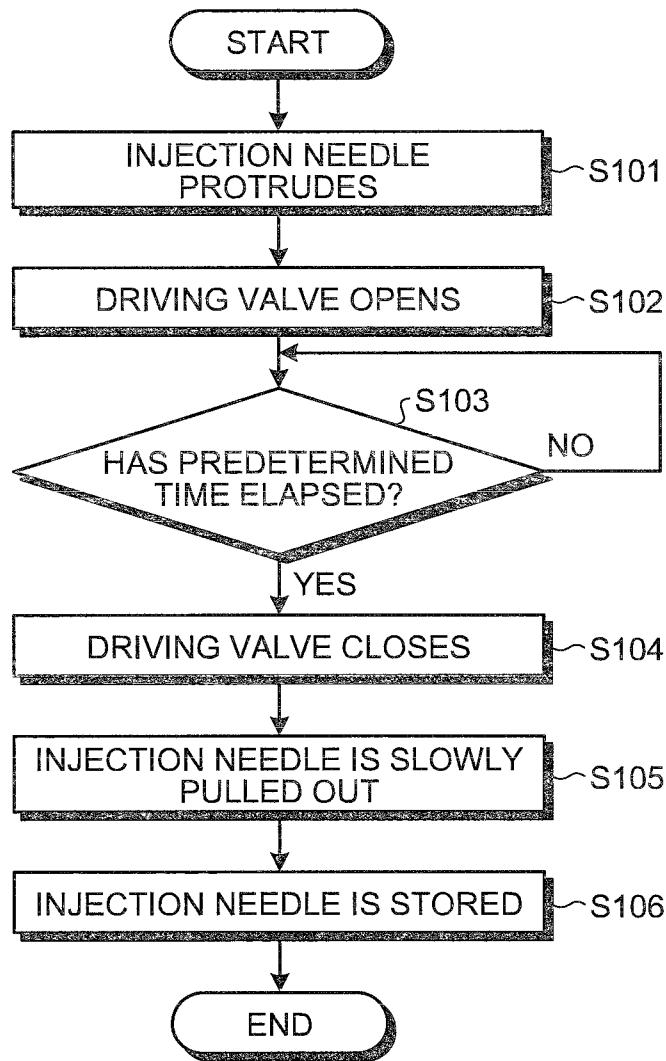 START
INJECTION NEEDLE
PROTRUDES
S101
DRIVING VALVE OPENS
S102
S103
HAS PREDETERMINED
TIME ELAPSED?
NO
YES
DRIVING VALVE CLOSES
S104
INJECTION NEEDLE IS SLOWLY
PULLED OUT
S105
INJECTION NEEDLE IS STORED
S106
END